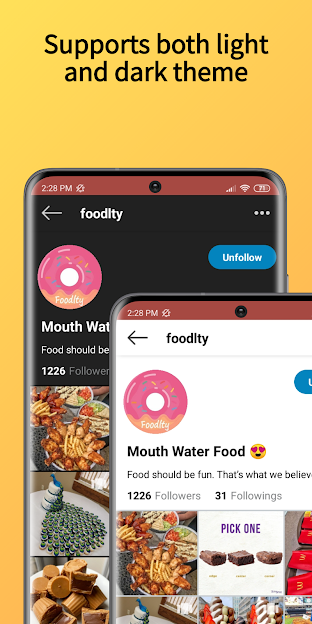 Supports both light
and dark theme
2:28 PM
71
foodlty
Unfollow
Foodlty
Mouth Wat
Food should be
1226 Followers
2:28 PM
foodlty
Foodlty
Mouth Water Food 😍
Food should be fun. That's what we believe
1226 Followers 31 Followings
PICK ONE